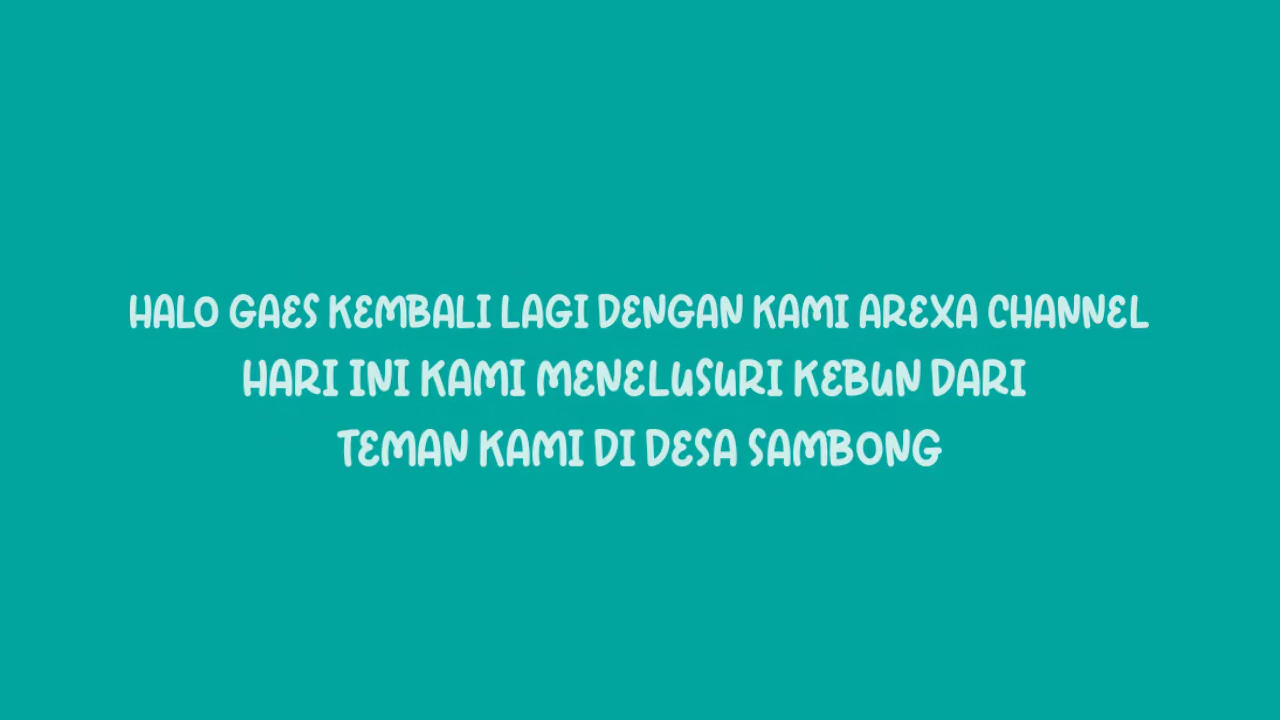 HALO GAES KEMBALI LAGI DENGAN KAMI AREXA CHANNEL
HARI INI KAMI MENELUSURI KEBUN DARI
TEMAN KAMI DI DESA SAMBONG